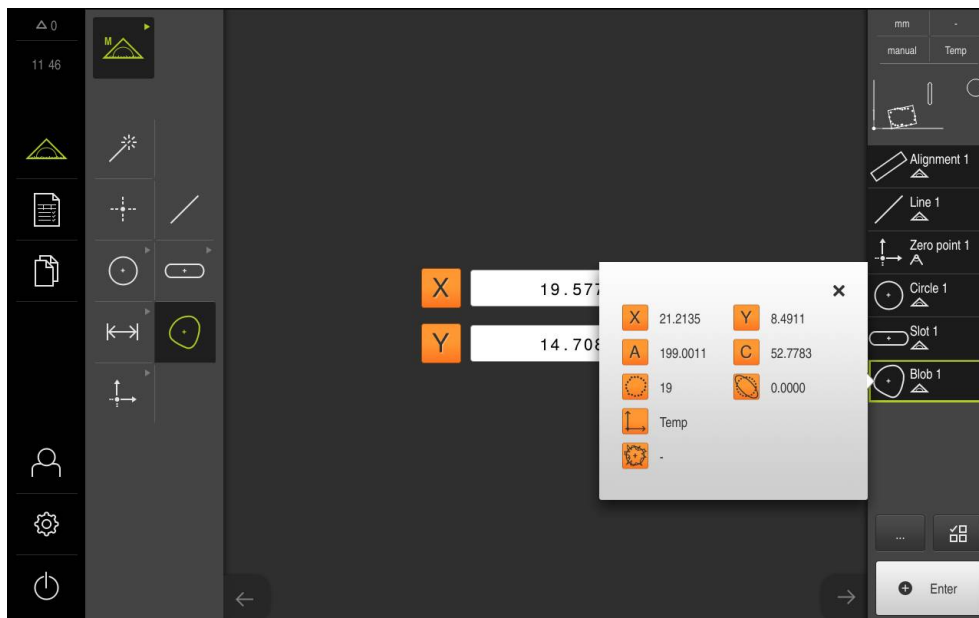 0
11 46
M
X 19.577
Y 14.708
X 21.2135 Y 8.4911
A 199.0011 C 52.7783
19 0.0000
Temp
-
mm -
manual Temp
Alignment 1
Line 1
Zero point 1
Circle 1
Slot 1
Blob 1
...
Enter